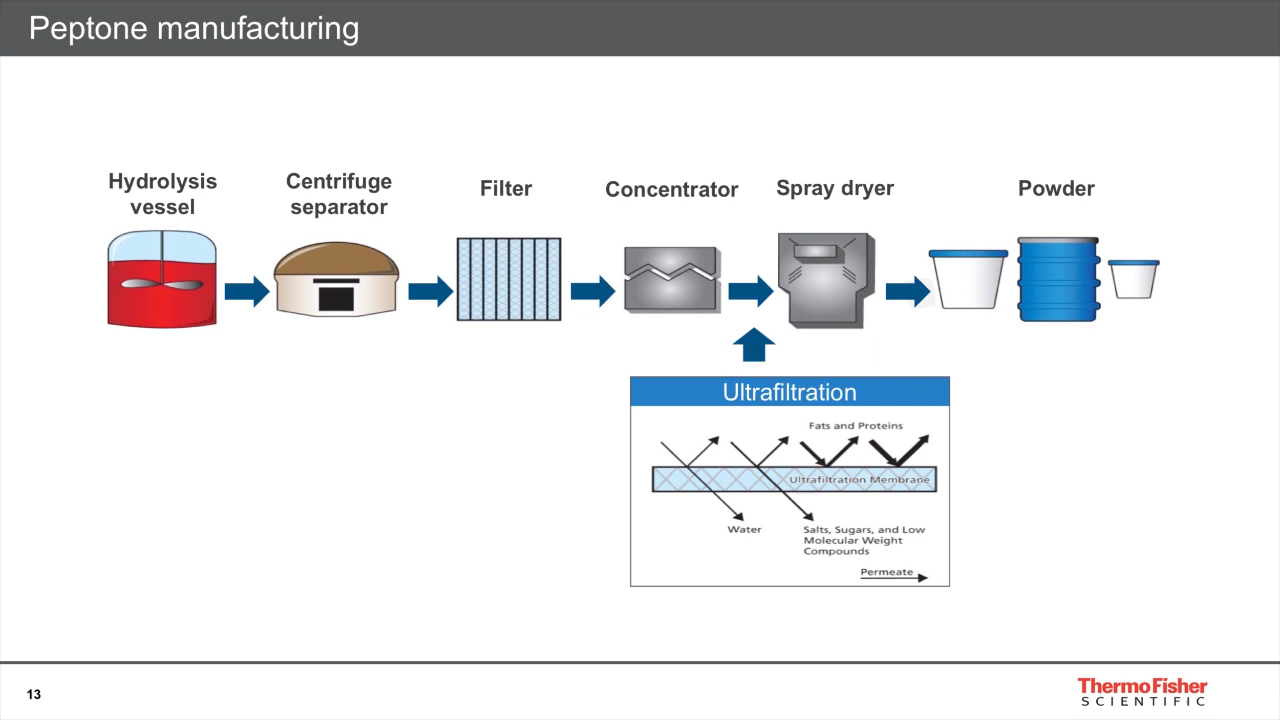 Peptone manufacturing
Hydrolysis
vessel
Centrifuge
separator
Filter
Concentrator
Spray dryer
Powder
Ultrafiltration
Fats and Proteins
Ultrafiltration Membrane
Water
Salts, Sugars, and Low
Molecular Weight
Compounds
Permeate
13
ThermoFisher
SCIENTIFIC